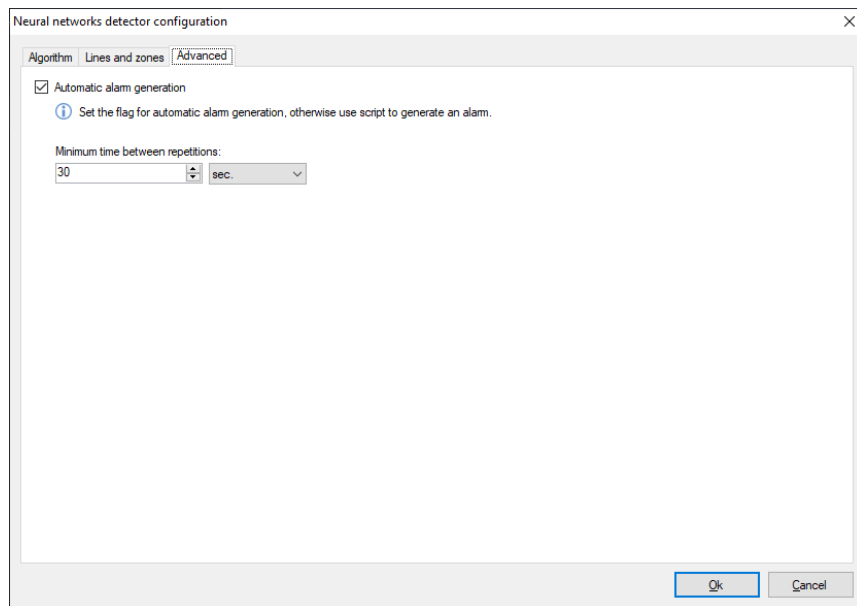 Neural networks detector configuration
Algorithm Lines and zones Advanced
Automatic alarm generation
Set the flag for automatic alarm generation, otherwise use script to generate an alarm.
Minimum time between repetitions:
30 sec.
Ok Cancel